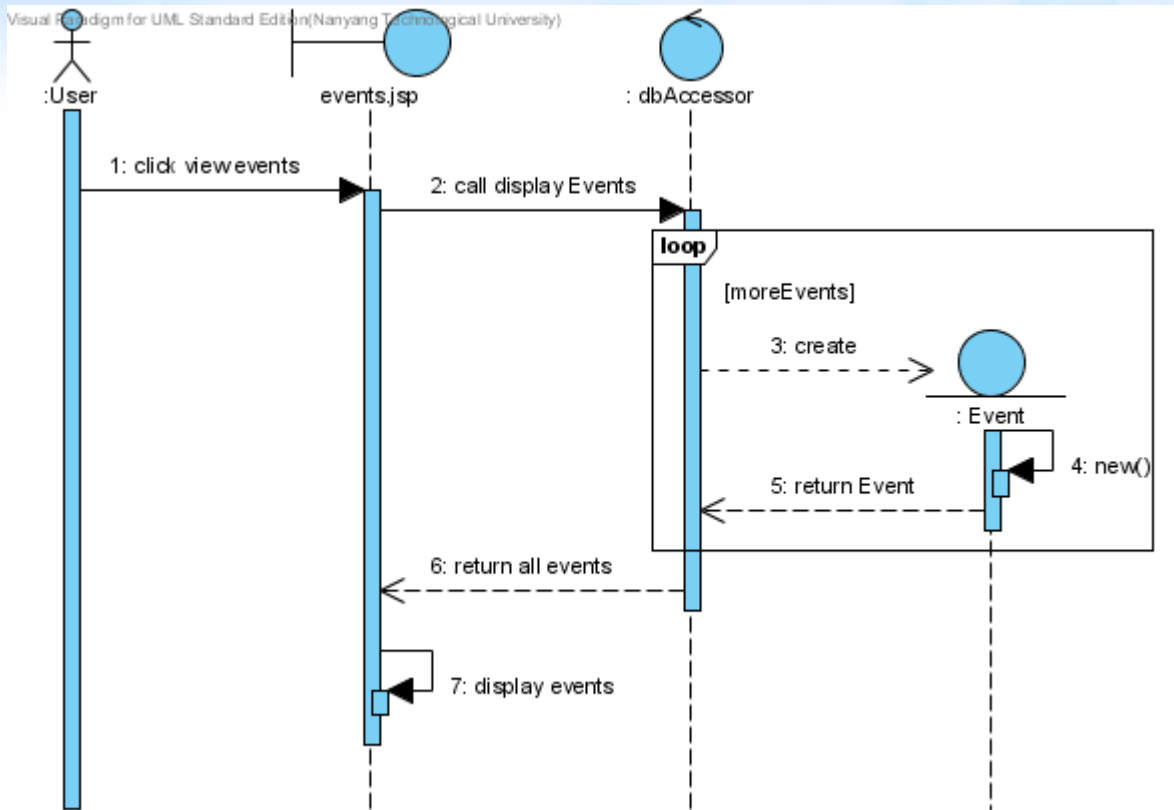 Visual Paradigm for UML Standard Edition(Nanyang Technological University)
:User
events.jsp
: dbAccessor
1: click view events
2: call display Events
loop
[moreEvents]
3: create
: Event
4: new()
5: return Event
6: return all events
7: display events